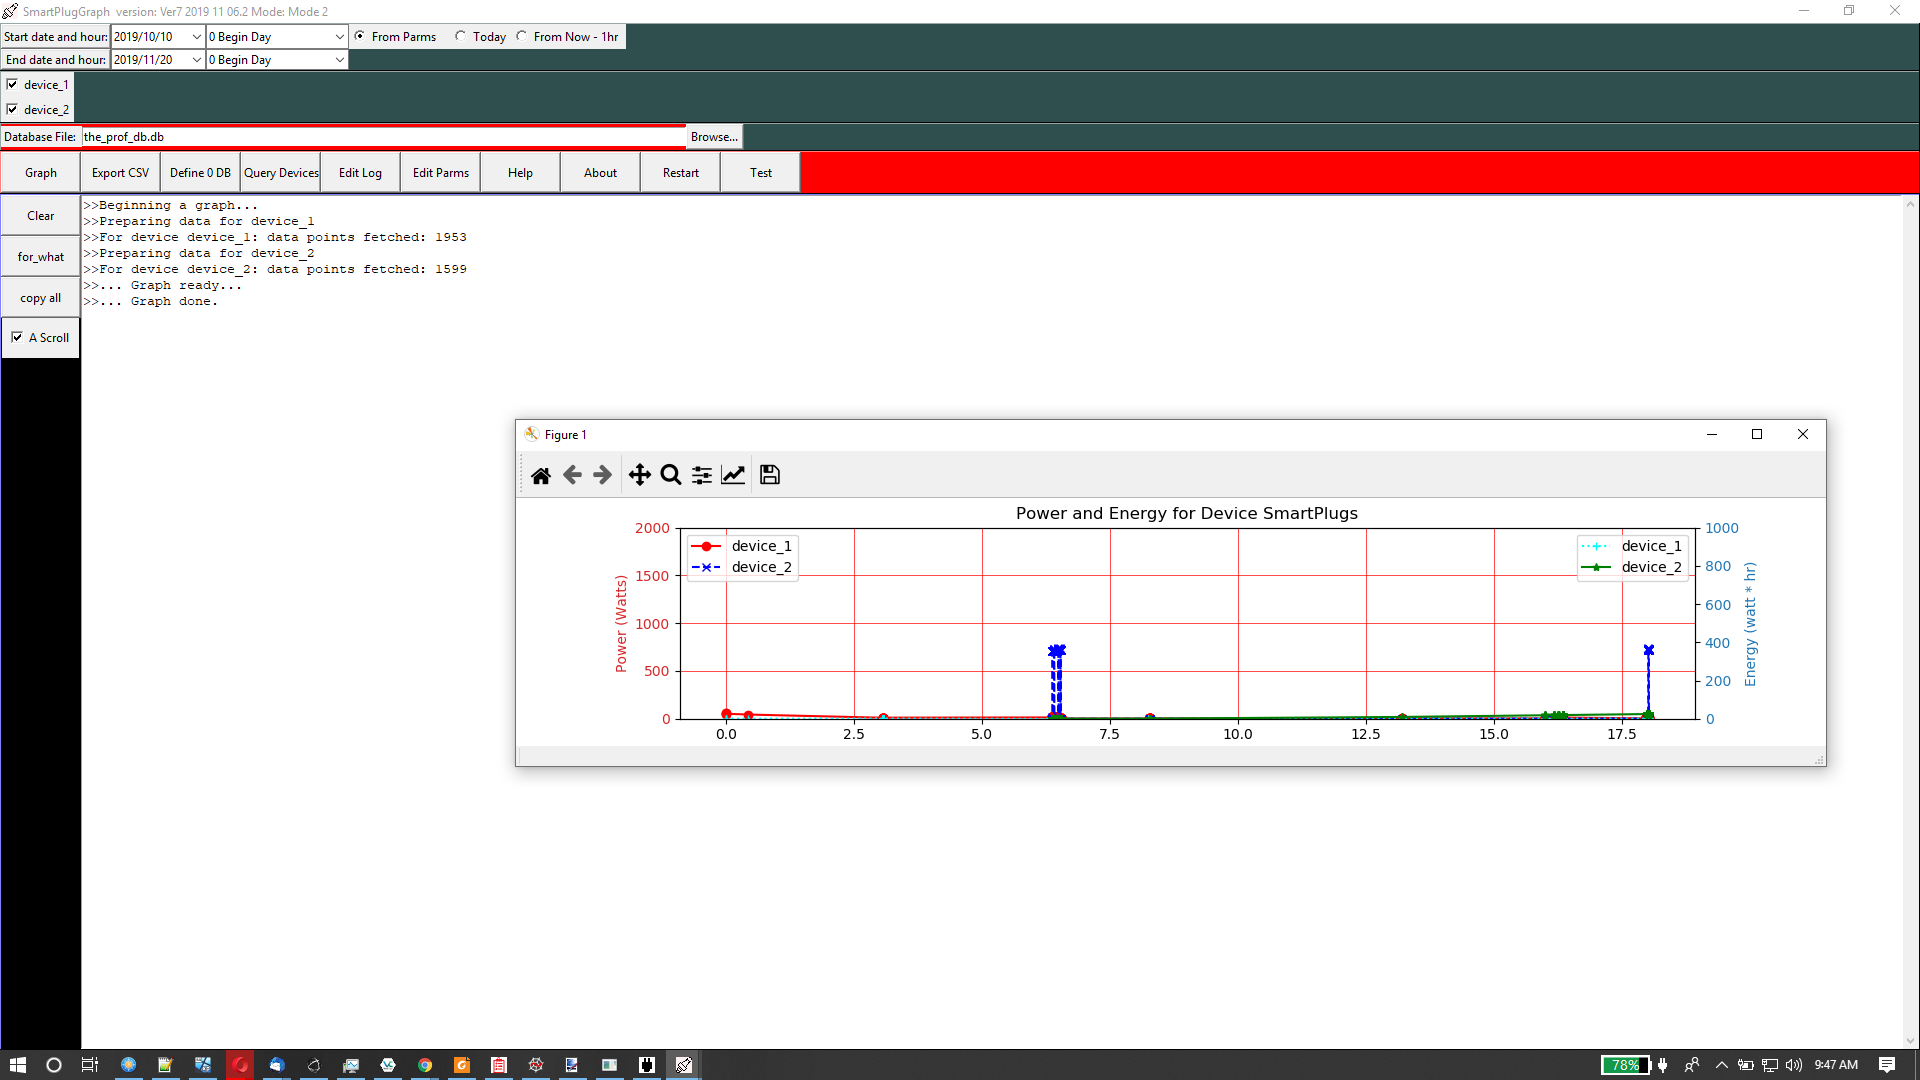 SmartPlugGraph version: Ver7 2019 11 06.2 Mode: Mode 2
Start date and hour: 2019/10/10 0 Begin Day From Parms Today From Now - 1hr
End date and hour: 2019/11/20 0 Begin Day
device_1
device_2
Database File: the_prof_db.db Browse...
Graph Export CSV Define 0 DB Query Devices Edit Log Edit Parms Help About Restart Test
Clear
for_what
copy all
A Scroll
>>Beginning a graph...
>>Preparing data for device_1
>>For device device_1: data points fetched: 1953
>>Preparing data for device_2
>>For device device_2: data points fetched: 1599
>>... Graph ready...
>>... Graph done.
Figure 1
Power and Energy for Device SmartPlugs
device_1
device_2
device_1
device_2
Power (Watts)
2000
1500
1000
500
0
1000
800
600
400
200
0
Energy (watt * hr)
0.0 2.5 5.0 7.5 10.0 12.5 15.0 17.5
78% 9:47 AM